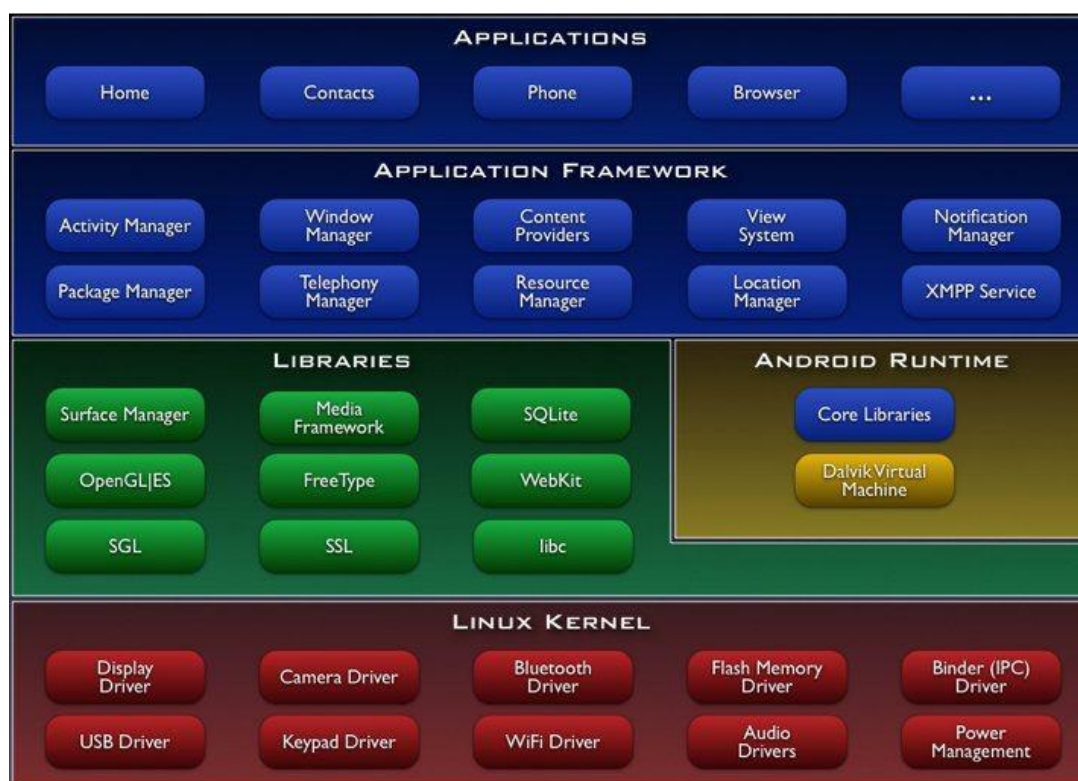 APPLICATIONS
Home
Contacts
Phone
Browser
...
APPLICATION FRAMEWORK
Activity Manager
Window
Manager
Content
Providers
View
System
Notification
Manager
Package Manager
Telephony
Manager
Resource
Manager
Location
Manager
XMPP Service
LIBRARIES
Surface Manager
Media
Framework
SQLite
OpenGL|ES
FreeType
WebKit
SGL
SSL
libc
ANDROID RUNTIME
Core Libraries
Dalvik Virtual
Machine
LINUX KERNEL
Display
Driver
Camera Driver
Bluetooth
Driver
Flash Memory
Driver
Binder (IPC)
Driver
USB Driver
Keypad Driver
WiFi Driver
Audio
Drivers
Power
Management